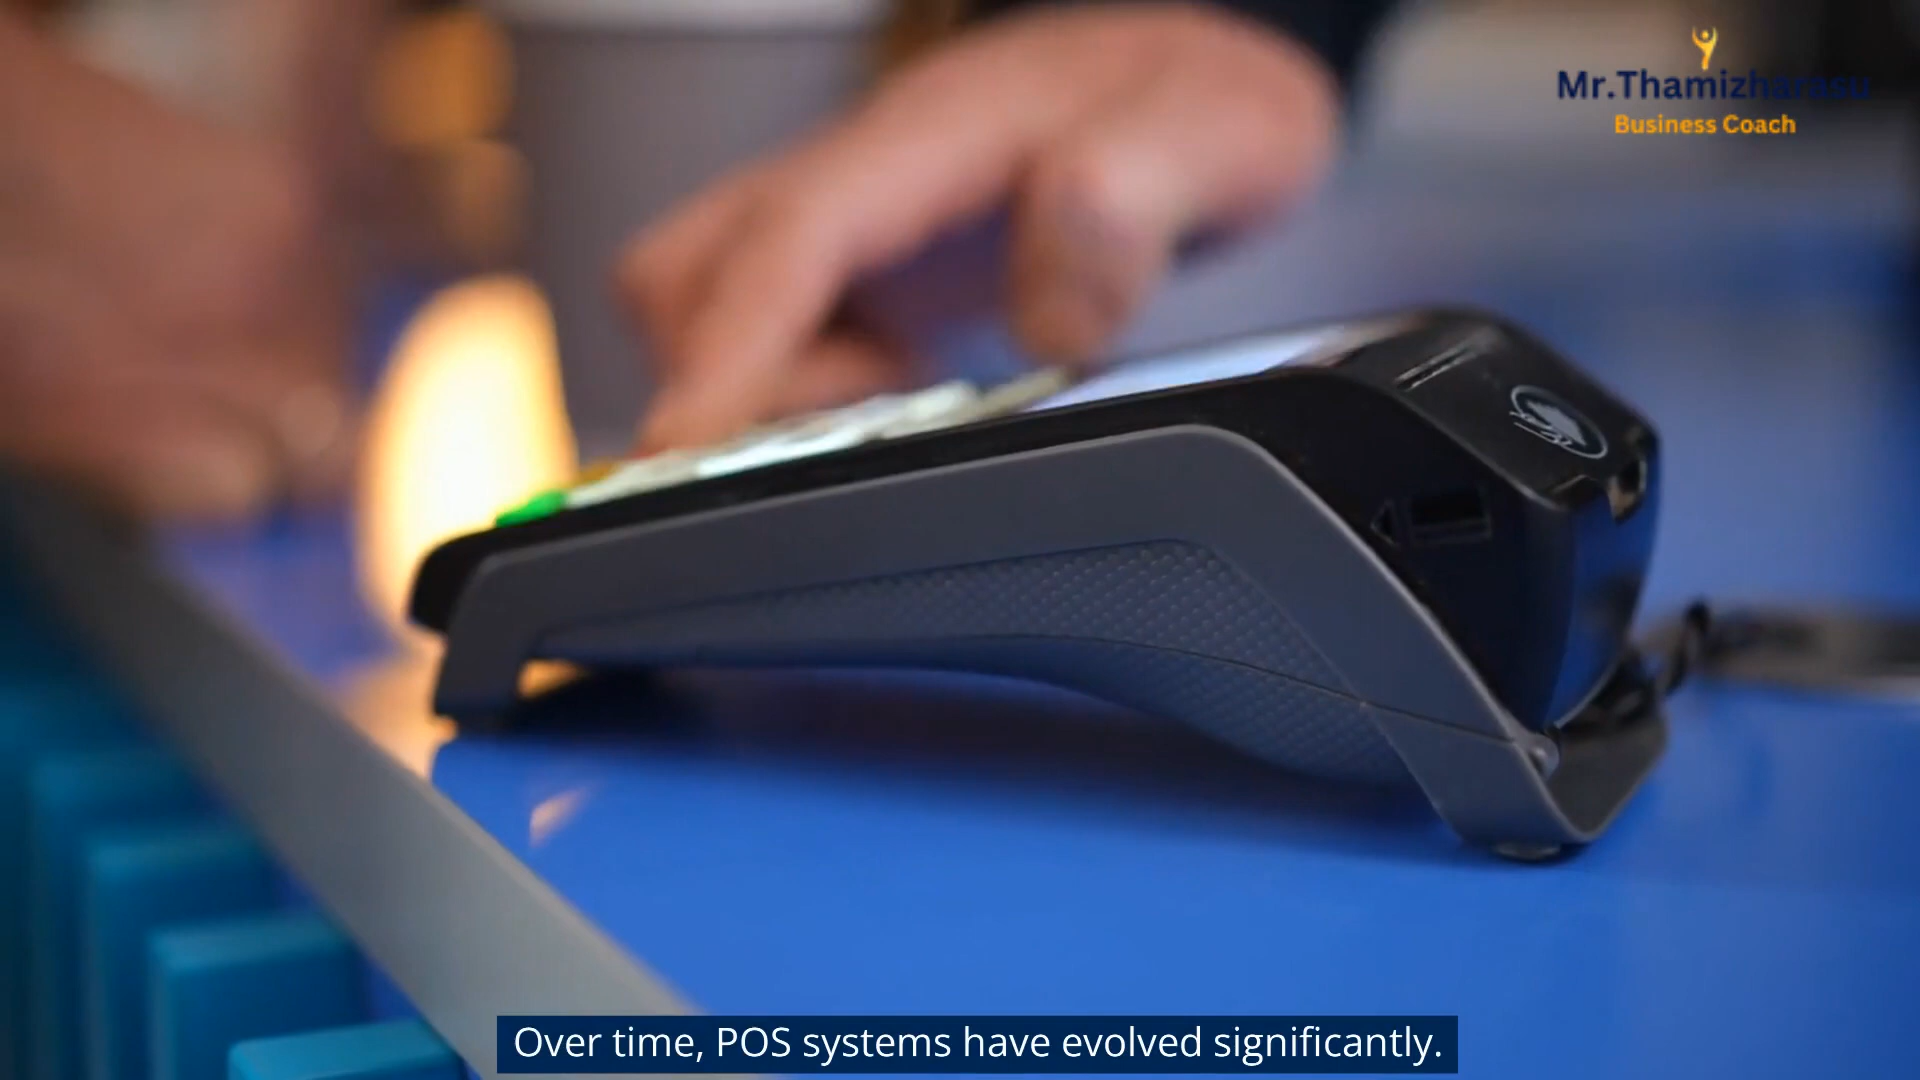 Mr.Thamizharasu
Business Coach
Over time, POS systems have evolved significantly.